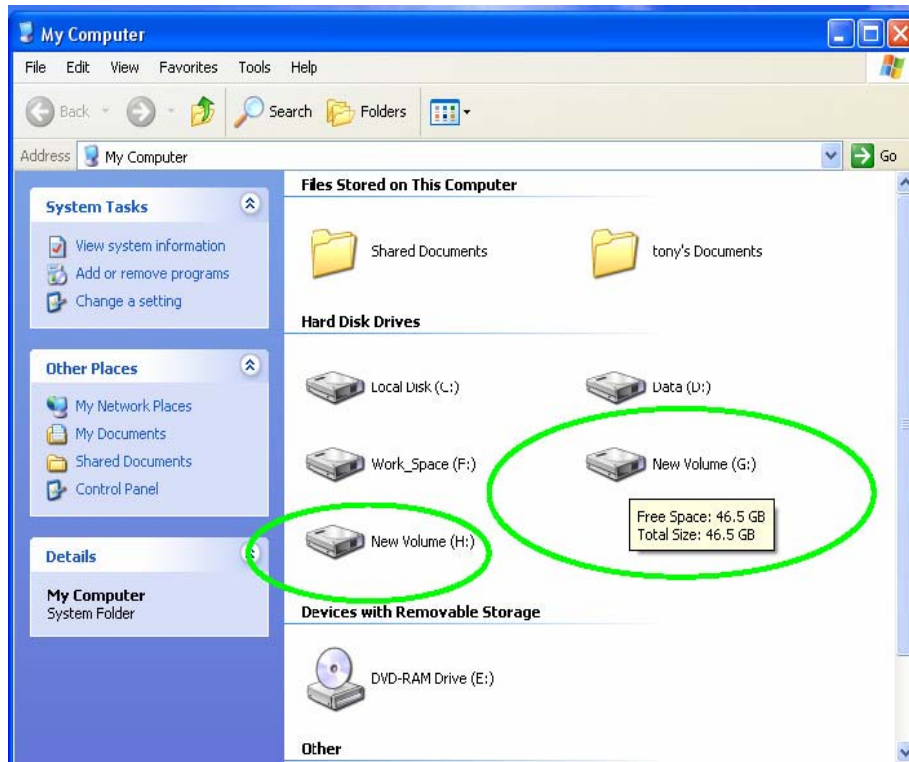 My Computer
File Edit View Favorites Tools Help
Back Search Folders
Address My Computer Go
System Tasks
View system information
Add or remove programs
Change a setting
Other Places
My Network Places
My Documents
Shared Documents
Control Panel
Details
My Computer
System Folder
Files Stored on This Computer
Shared Documents tony's Documents
Hard Disk Drives
Local Disk (C:) Data (D:)
Work_Space (F:) New Volume (G:)
Free Space: 46.5 GB
Total Size: 46.5 GB
New Volume (H:)
Devices with Removable Storage
DVD-RAM Drive (E:)
Other